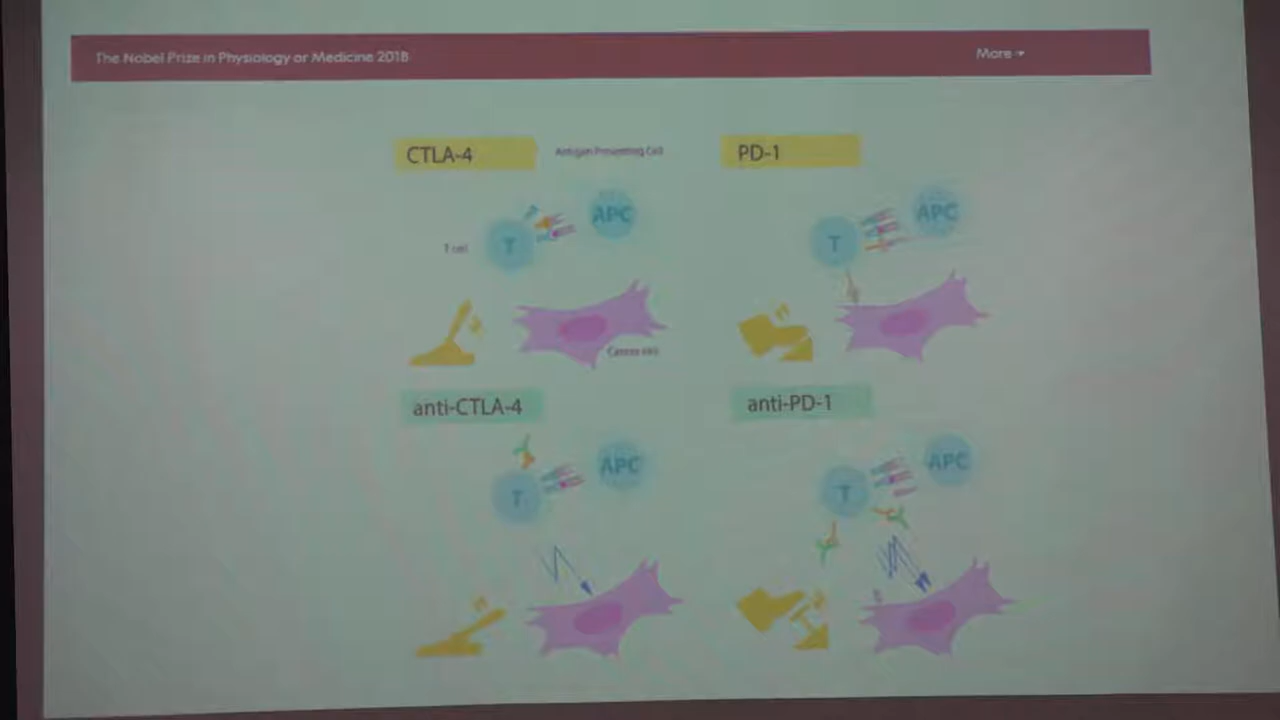 The Nobel Prize in Physiology or Medicine 2018
More
CTLA-4
Antigen Presenting Cell
PD-1
APC
T
T cell
APC
T
Cancer cell
anti-CTLA-4
anti-PD-1
APC
T
APC
T